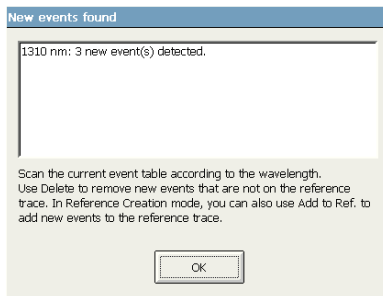 New events found
1310 nm: 3 new event(s) detected.
Scan the current event table according to the wavelength.
Use Delete to remove new events that are not on the reference
trace. In Reference Creation mode, you can also use Add to Ref. to
add new events to the reference trace.
OK